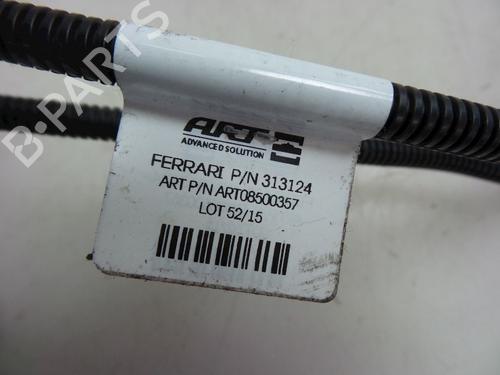 ART
ADVANCED SOLUTION
FERRARI P/N 313124
ART P/N ART08500357
LOT 52/15
B-PARTS